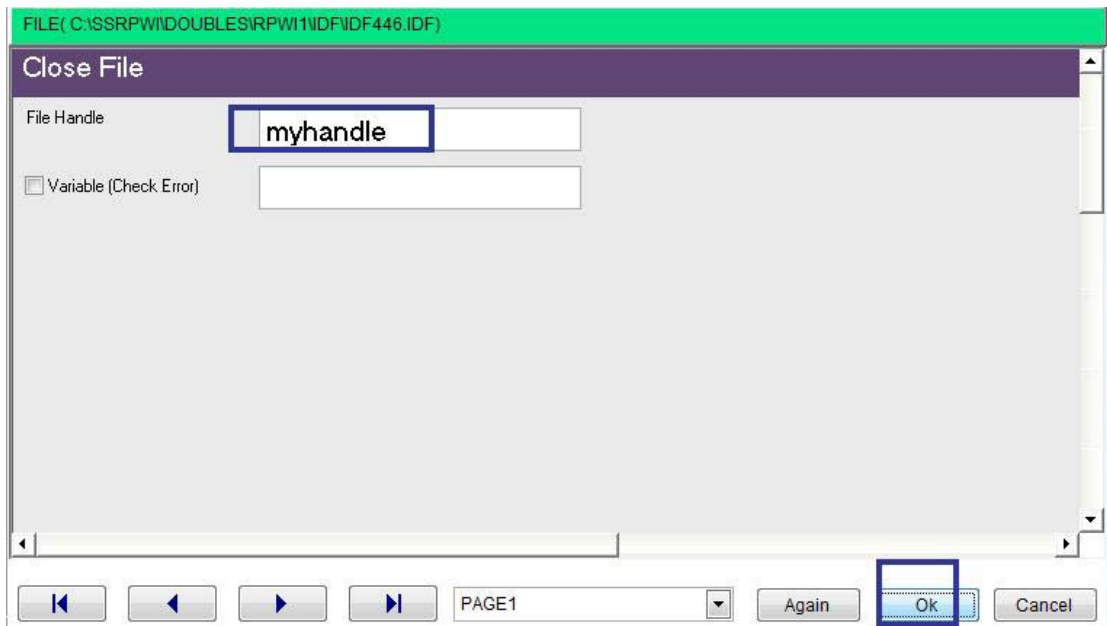 FILE( C:\SSRPWI\DOUBLES\RPWI1\IDF\IDF446.IDF)
Close File
File Handle
myhandle
Variable (Check Error)
PAGE1
Again
Ok
Cancel